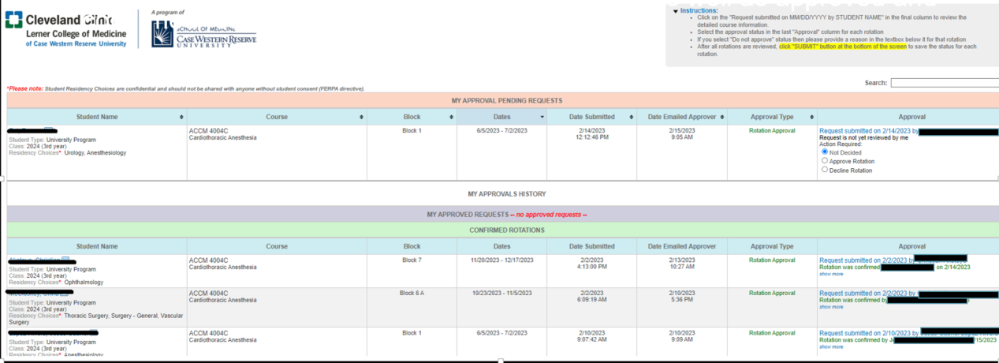 well as approved and
Cleveland Clinic
Lerner College of Medicine
of Case Western Reserve University
A program of
SCHOOL OF MEDICINE
CASE WESTERN RESERVE
UNIVERSITY
Instructions:
Click on the "Request submitted on MM/DD/YYYY by STUDENT NAME" in the final column to review the
detailed course information.
Select the approval status in the last "Approval" column for each rotation
If you select "Do not approve" status then please provide a reason in the textbox below it for that rotation
After all rotations are reviewed, click "SUBMIT" button at the bottom of the screen to save the status for each
rotation.
Search:
*Please note: Student Residency Choices are confidential and should not be shared with anyone without student consent (FERPA directive).
MY APPROVAL PENDING REQUESTS
Student Name Course Block Dates Date Submitted Date Emailed Approver Approval Type Approval
Student Type: University Program
Class: 2024 (3rd year)
Residency Choices*: Urology, Anesthesiology
ACCM 4004C
Cardiothoracic Anesthesia
Block 1
6/5/2023 - 7/2/2023
2/14/2023
12:12:46 PM
2/15/2023
9:05 AM
Rotation Approval
Request submitted on 2/14/2023 by
Request is not yet reviewed by me
Action Required:
Not Decided
Approve Rotation
Decline Rotation
MY APPROVALS HISTORY
MY APPROVED REQUESTS -- no approved requests --
CONFIRMED ROTATIONS
Student Name Course Block Dates Date Submitted Date Emailed Approver Approval Type Approval
Student Type: University Program
Class: 2024 (3rd year)
Residency Choices*: Ophthalmology
ACCM 4004C
Cardiothoracic Anesthesia
Block 7
11/20/2023 - 12/17/2023
2/2/2023
4:13:00 PM
2/13/2023
10:27 AM
Rotation Approval
Request submitted on 2/2/2023 by
Rotation was confirmed on 2/14/2023
show more
Student Type: University Program
Class: 2024 (3rd year)
Residency Choices*: Thoracic Surgery, Surgery - General, Vascular
Surgery
ACCM 4004C
Cardiothoracic Anesthesia
Block 6 A
10/23/2023 - 11/5/2023
2/2/2023
6:09:19 AM
2/10/2023
5:36 PM
Rotation Approval
Request submitted on 2/2/2023 by
Rotation was confirmed by
show more
Student Type: University Program
Class: 2024 (3rd year)
Residency Choices*: Anesthesiology
ACCM 4004C
Cardiothoracic Anesthesia
Block 1
6/5/2023 - 7/2/2023
2/10/2023
9:07:42 AM
2/10/2023
9:09 AM
Rotation Approval
Request submitted on 2/10/2023 by
Rotation was confirmed by /15/2023
show more